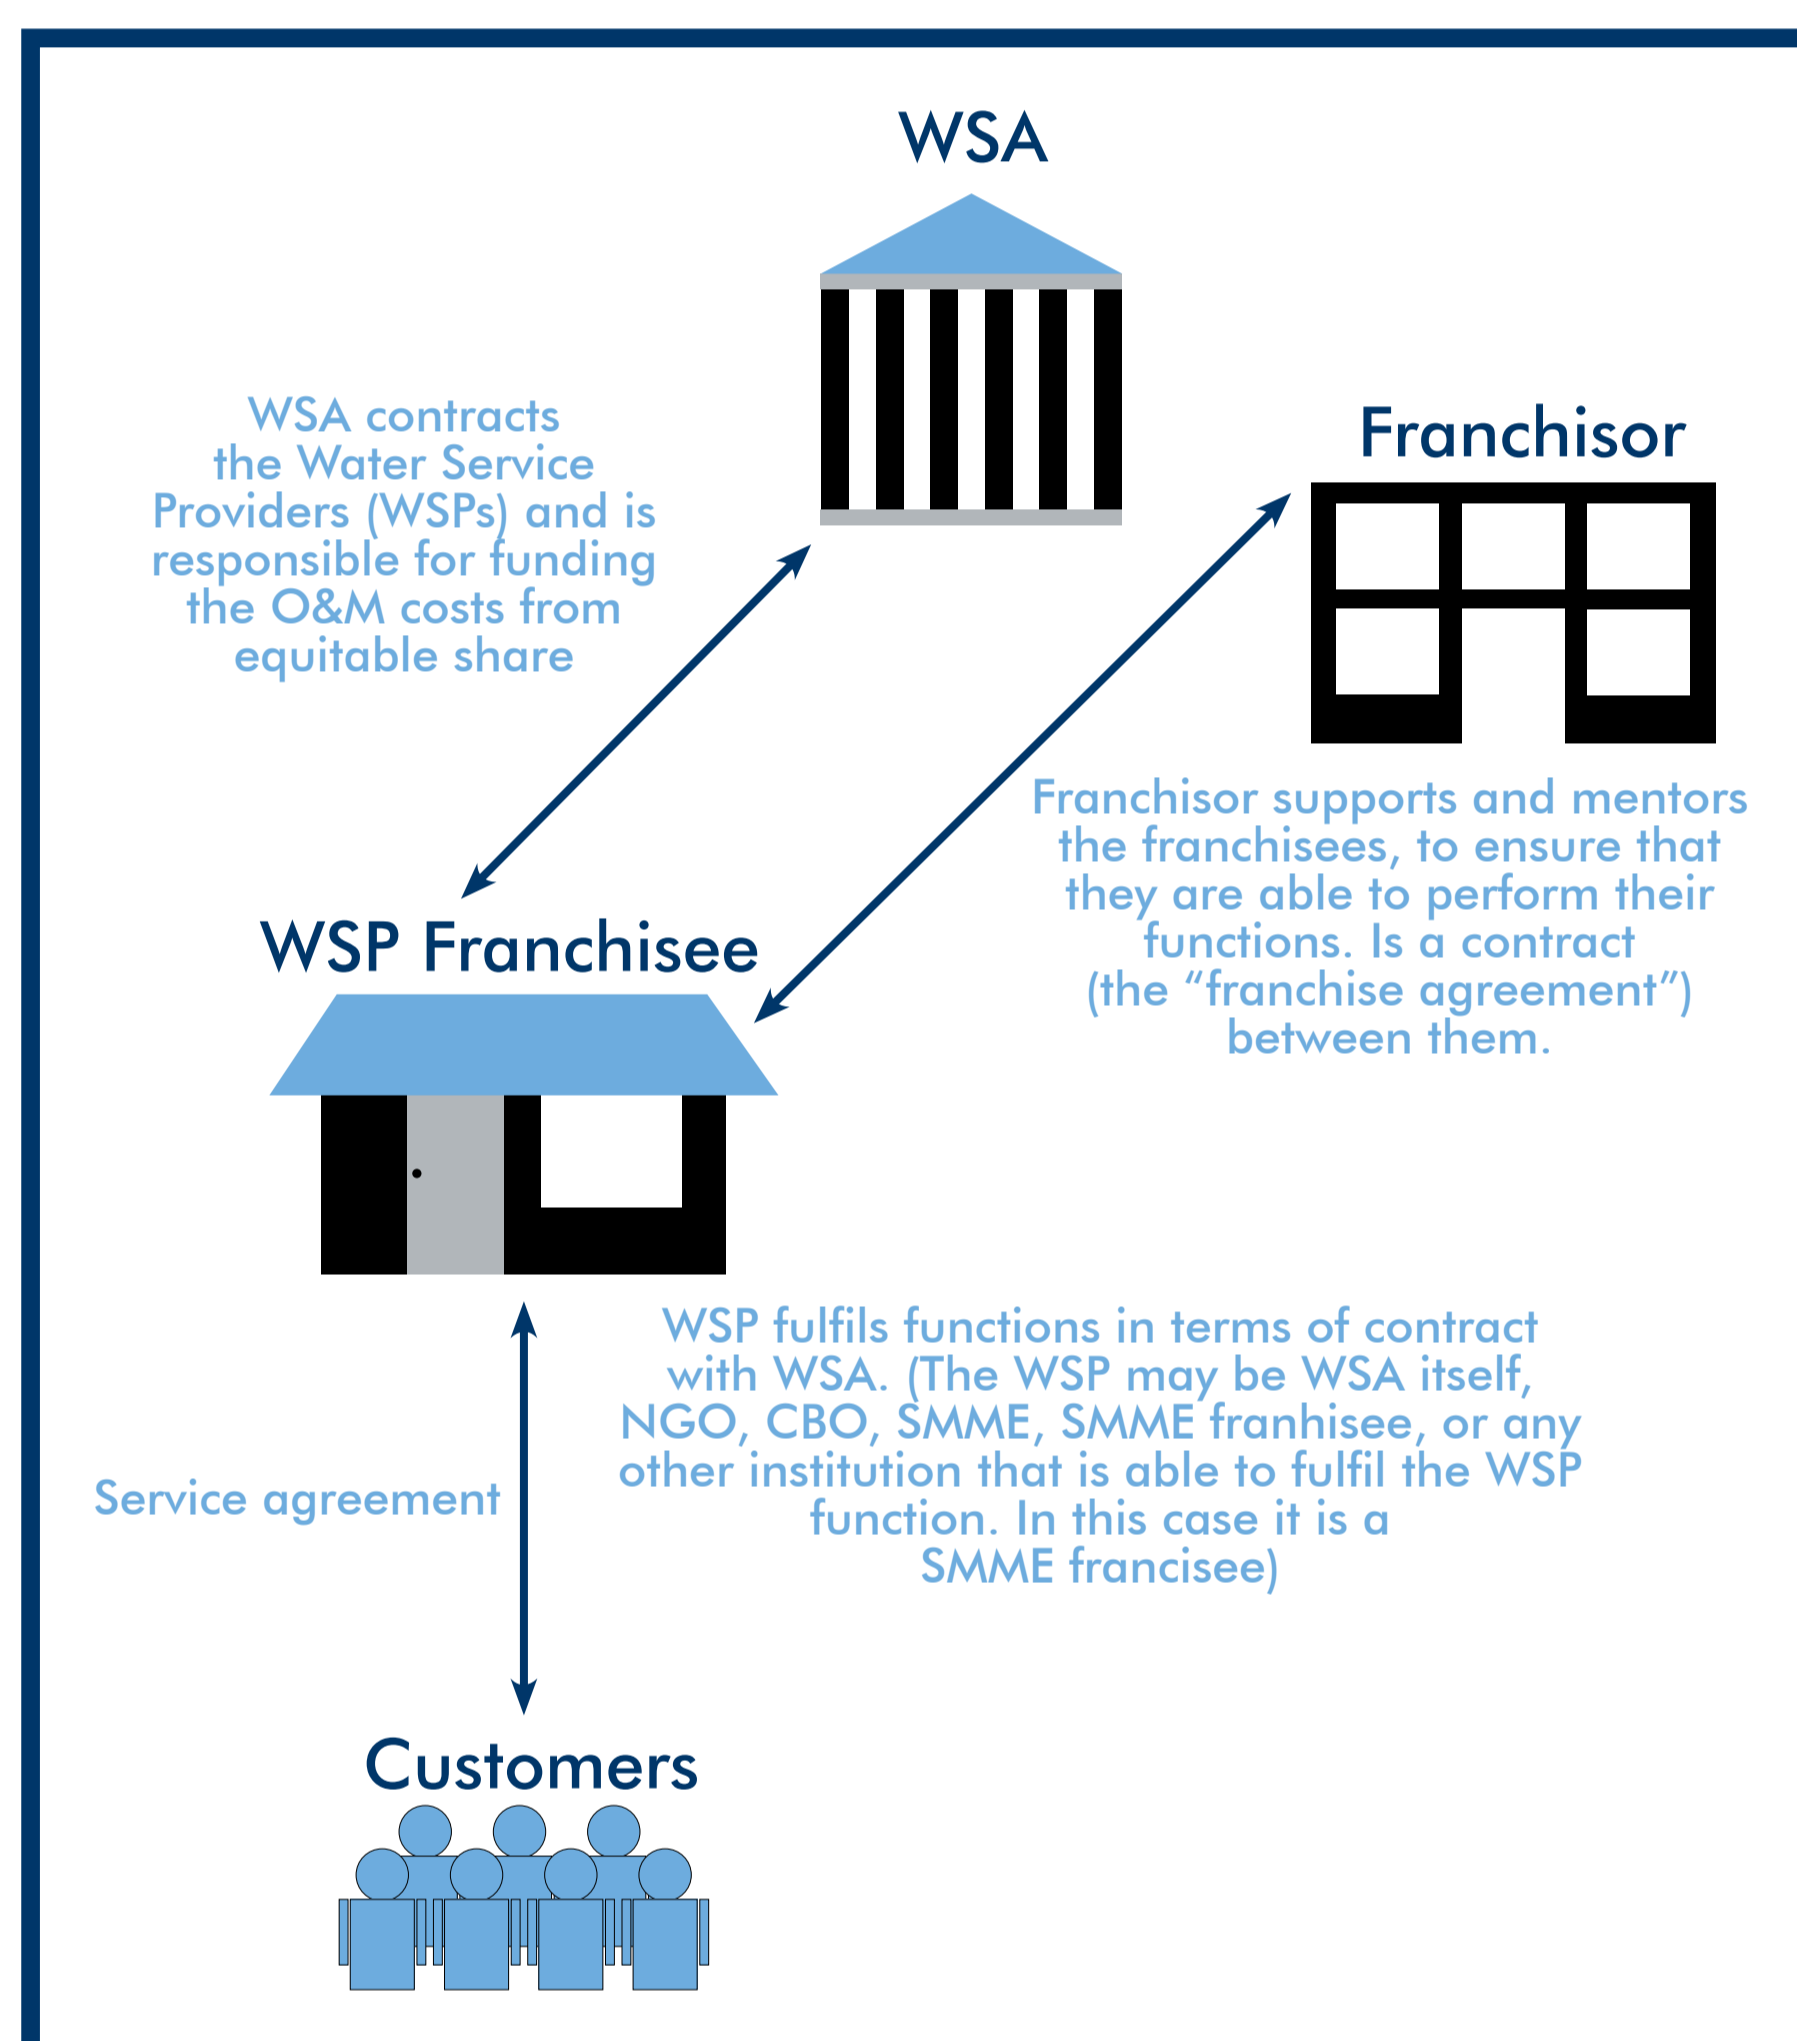 WSA
WSA contracts
the Water Service
Providers (WSPs) and is
responsible for funding
the O&M costs from
equitable share
Franchisor
Franchisor supports and mentors
the franchisees, to ensure that
they are able to perform their
functions. Is a contract
(the “franchise agreement”)
between them.
WSP Franchisee
WSP fulfils functions in terms of contract
with WSA. (The WSP may be WSA itself,
NGO, CBO, SMME, SMME franhisee, or any
other institution that is able to fulfil the WSP
function. In this case it is a
SMME francisee)
Service agreement
Customers